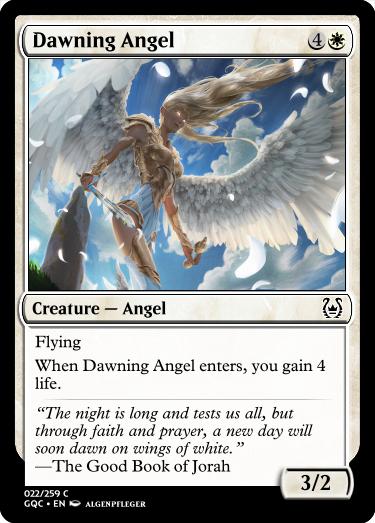 Dawning Angel 4
Creature — Angel
Flying
When Dawning Angel enters, you gain 4
life.
“The night is long and tests us all, but
through faith and prayer, a new day will
soon dawn on wings of white.”
—The Good Book of Jorah
3/2
022/259 C
GQC • EN ALGENPFLEGER